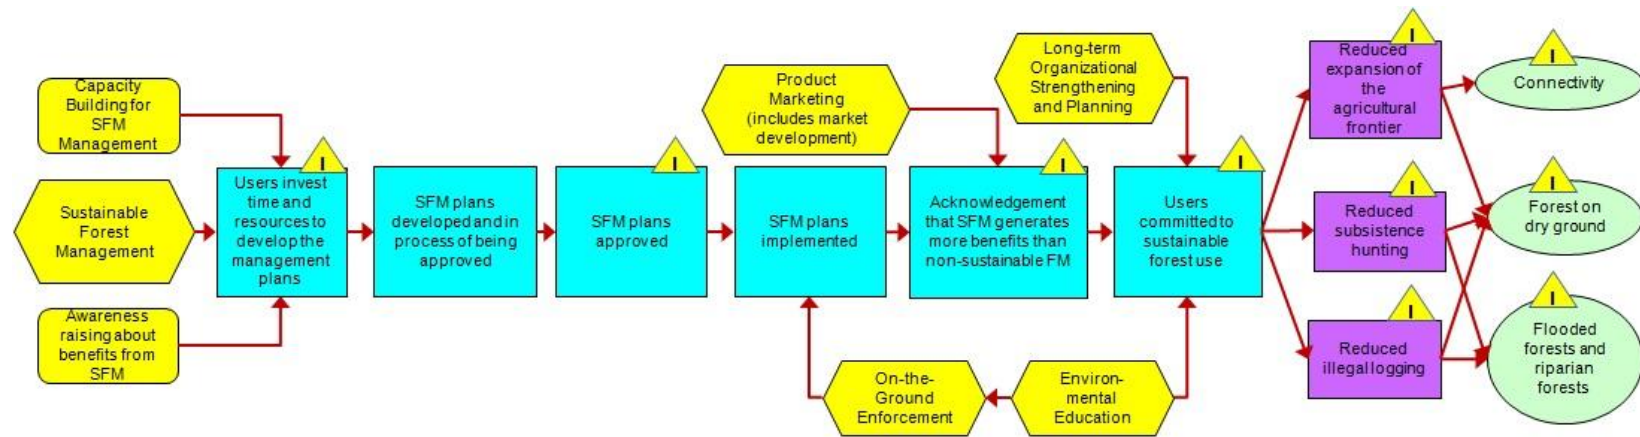 Capacity
Building for
SFM
Management
Sustainable
Forest
Management
Awareness
raising about
benefits from
SFM
I
Users invest
time and
resources to
develop the
management
plans
SFM plans
developed and in
process of being
approved
I
SFM plans
approved
Product
Marketing
(includes market
development)
SFM plans
implemented
On-the-
Ground
Enforcement
I
Acknowledgement
that SFM generates
more benefits than
non-sustainable FM
Long-term
Organizational
Strengthening
and Planning
I
Users
committed to
sustainable
forest use
Environ-
mental
Education
I
Reduced
expansion of
the
agricultural
frontier
I
Reduced
subsistence
hunting
I
Reduced
illegal logging
I
Connectivity
I
Forest on
dry ground
I
Flooded
forests and
riparian
forests